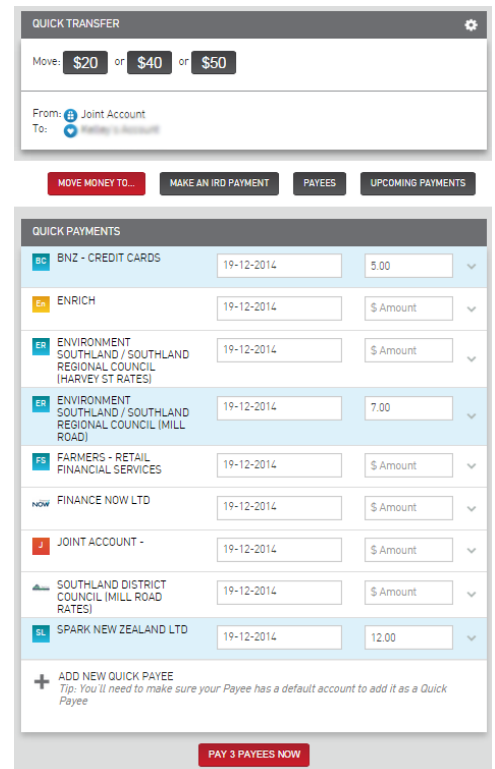 QUICK TRANSFER
Move: $20 or $40 or $50
From: Joint Account
To:
MOVE MONEY TO... MAKE AN IRD PAYMENT PAYEES UPCOMING PAYMENTS
QUICK PAYMENTS
BC BNZ - CREDIT CARDS 19-12-2014 5.00
En ENRICH 19-12-2014 $ Amount
ER ENVIRONMENT
SOUTHLAND / SOUTHLAND
REGIONAL COUNCIL
(HARVEY ST RATES) 19-12-2014 $ Amount
ER ENVIRONMENT
SOUTHLAND / SOUTHLAND
REGIONAL COUNCIL (MILL
ROAD) 19-12-2014 7.00
FS FARMERS - RETAIL
FINANCIAL SERVICES 19-12-2014 $ Amount
NOW FINANCE NOW LTD 19-12-2014 $ Amount
J JOINT ACCOUNT - 19-12-2014 $ Amount
SOUTHLAND DISTRICT
COUNCIL (MILL ROAD
RATES) 19-12-2014 $ Amount
SL SPARK NEW ZEALAND LTD 19-12-2014 12.00
ADD NEW QUICK PAYEE
Tip: You'll need to make sure your Payee has a default account to add it as a Quick
Payee
PAY 3 PAYEES NOW